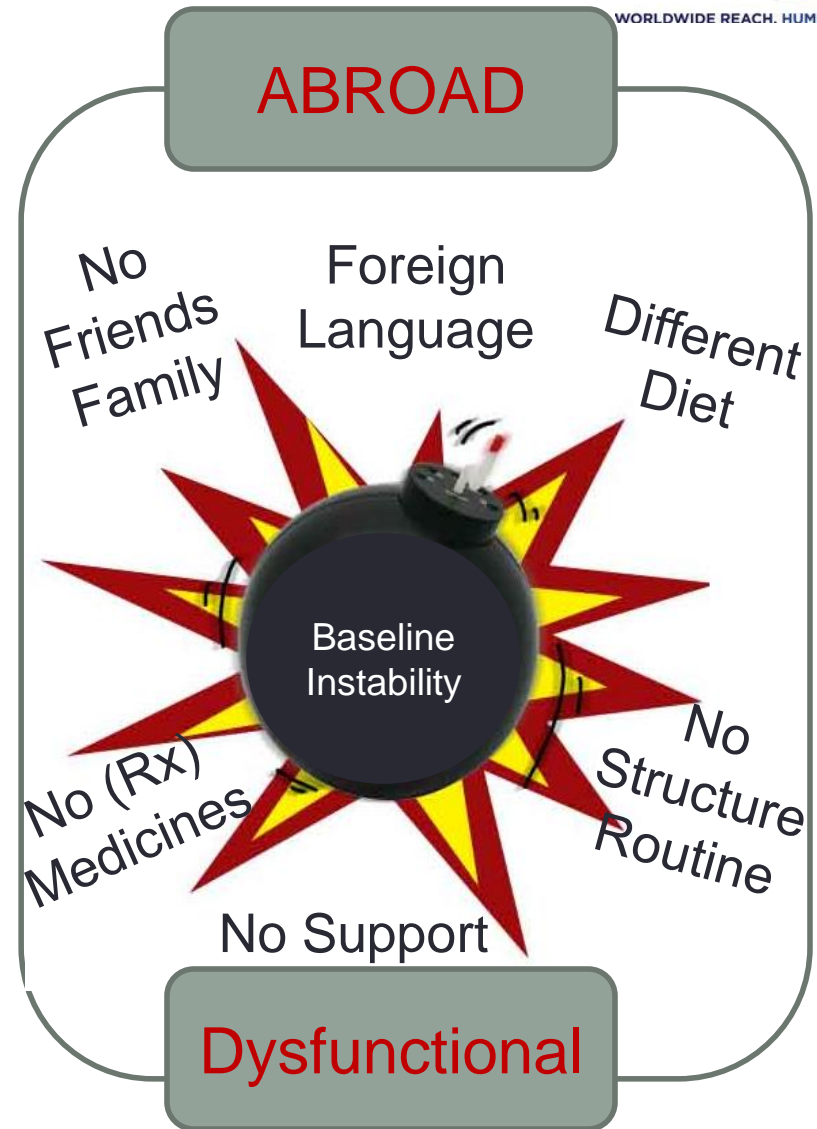 WORLDWIDE REACH. HUM
ABROAD
No
Friends
Family
Foreign
Language
Different
Diet
Baseline
Instability
No (Rx)
Medicines
No
Structure
Routine
No Support
Dysfunctional